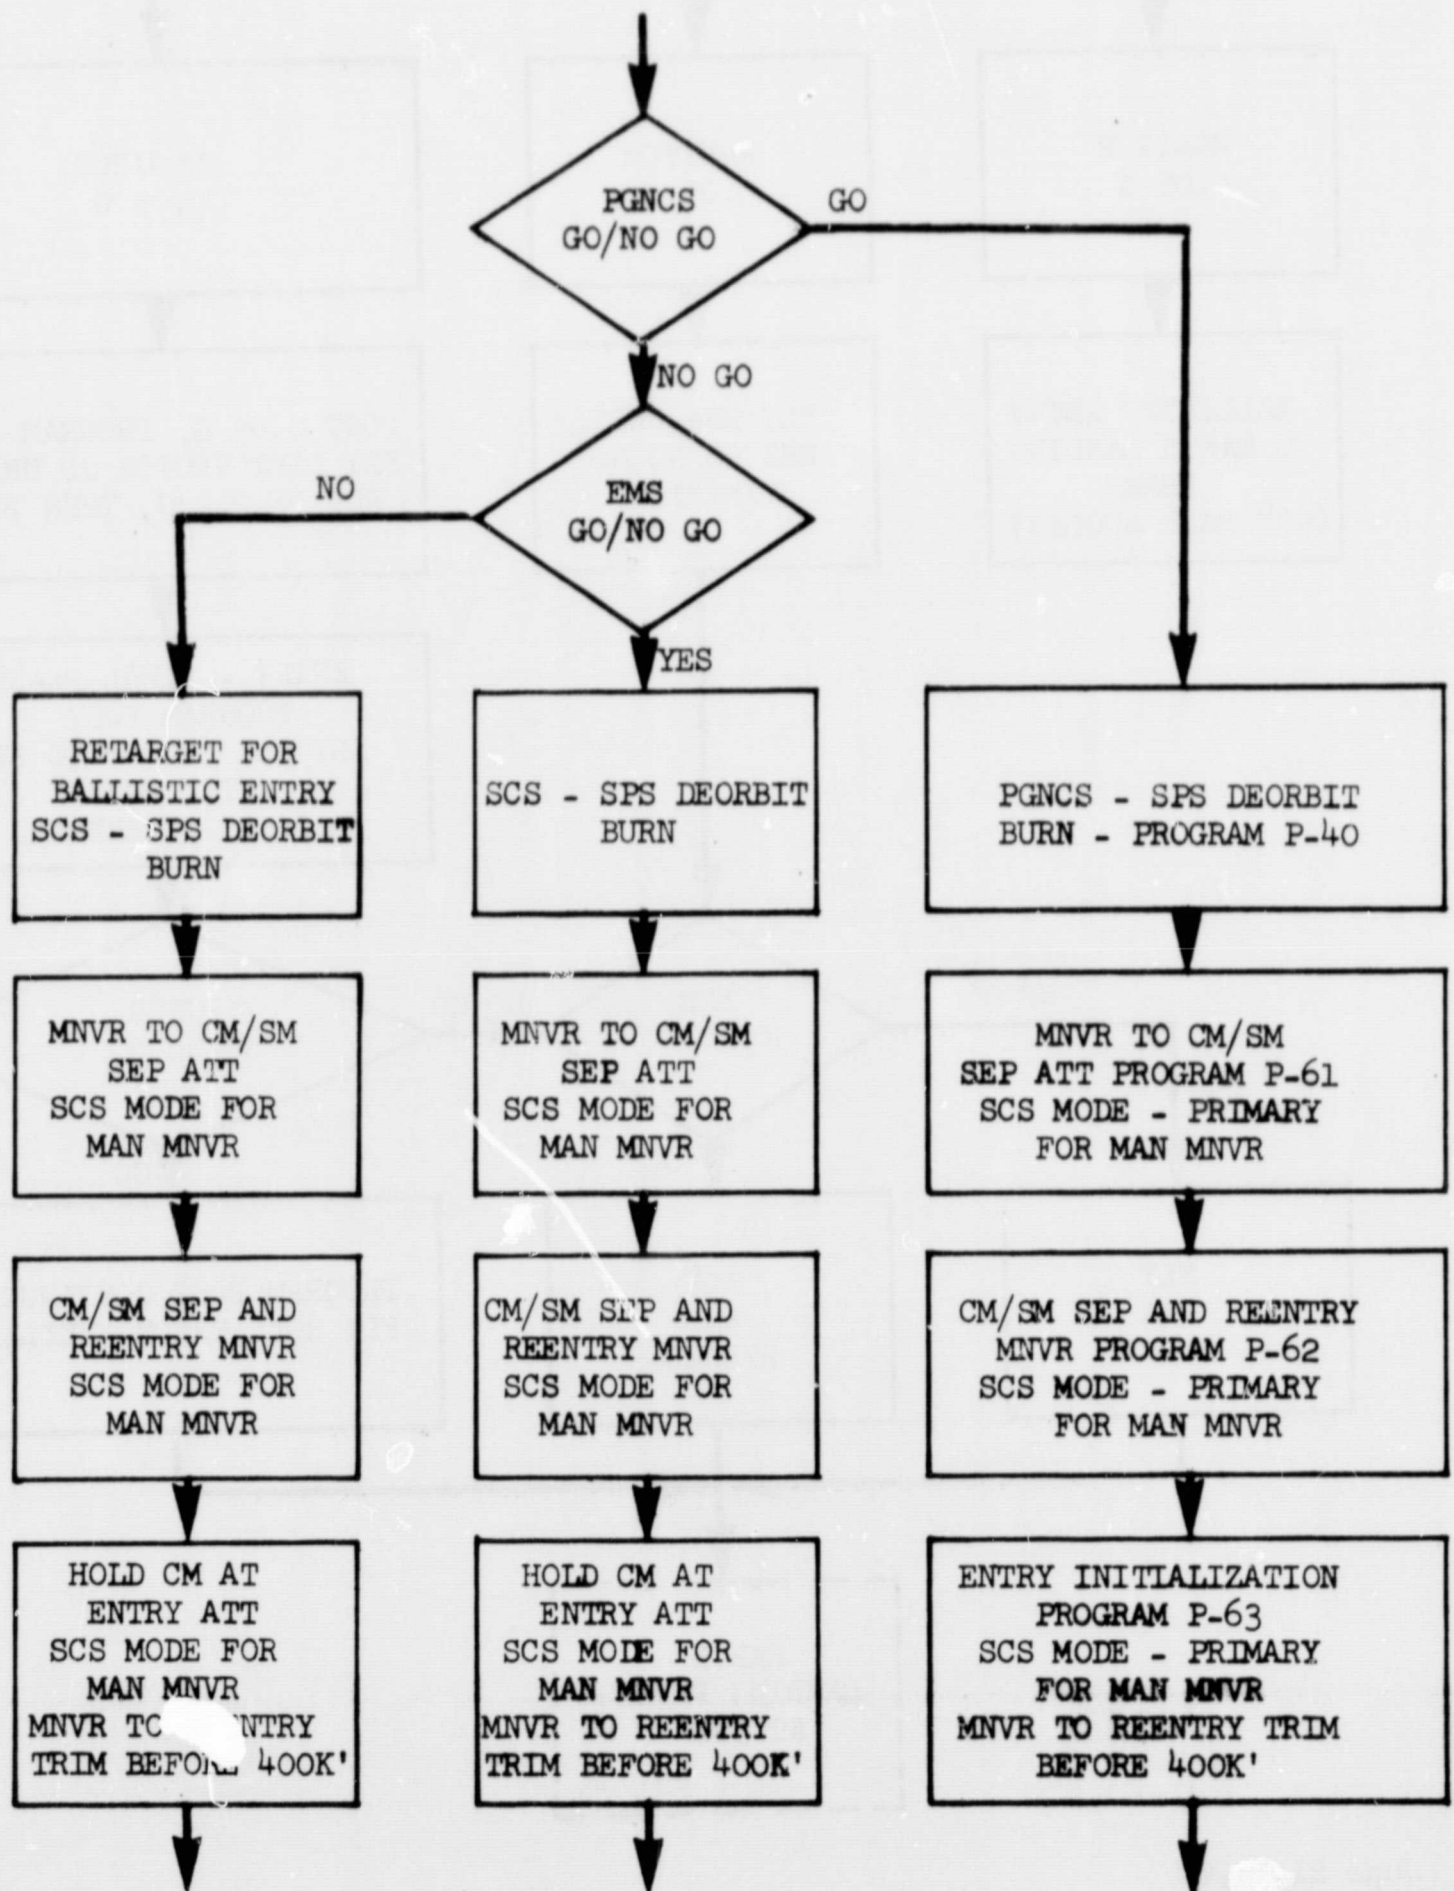 PGNCS
GO/NO GO
GO
NO GO
EMS
GO/NO GO
NO
YES
RETARGET FOR
BALLISTIC ENTRY
SCS - SPS DEORBIT
BURN
MNVR TO CM/SM
SEP ATT
SCS MODE FOR
MAN MNVR
CM/SM SEP AND
REENTRY MNVR
SCS MODE FOR
MAN MNVR
HOLD CM AT
ENTRY ATT
SCS MODE FOR
MAN MNVR
MNVR TO
TRIM BEFORE 400K'
SCS - SPS DEORBIT
BURN
MNVR TO CM/SM
SEP ATT
SCS MODE FOR
MAN MNVR
CM/SM SEP AND
REENTRY MNVR
SCS MODE FOR
MAN MNVR
HOLD CM AT
ENTRY ATT
SCS MODE FOR
MAN MNVR
MNVR TO REENTRY
TRIM BEFORE 400K'
PGNCS - SPS DEORBIT
BURN - PROGRAM P-40
MNVR TO CM/SM
SEP ATT PROGRAM P-61
SCS MODE - PRIMARY
FOR MAN MNVR
CM/SM SEP AND REENTRY
MNVR PROGRAM P-62
SCS MODE - PRIMARY
FOR MAN MNVR
ENTRY INITIALIZATION
PROGRAM P-63
SCS MODE - PRIMARY
FOR MAN MNVR
MNVR TO REENTRY TRIM
BEFORE 400K'